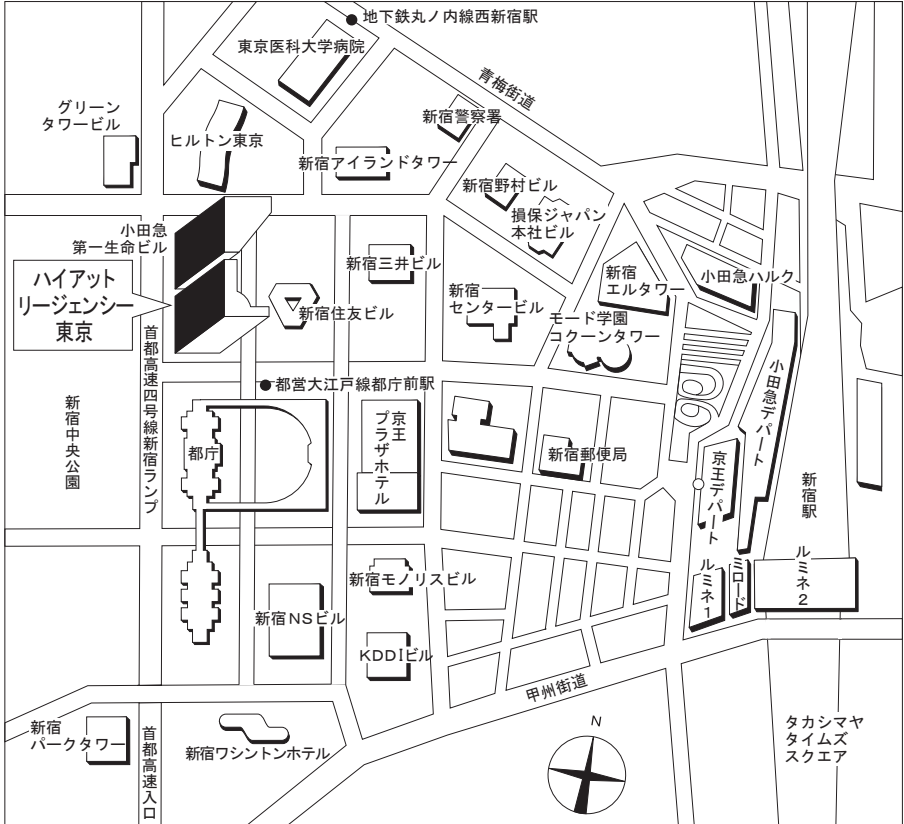 地下鉄丸ノ内線西新宿駅
東京医科大学病院
青梅街道
グリーン
タワービル
ヒルトン東京
新宿警察署
新宿アイランドタワー
新宿野村ビル
損保ジャパン
本社ビル
小田急
第一生命ビル
新宿三井ビル
新宿
エルタワー
小田急ハルク
ハイアット
リージェンシー
東京
新宿住友ビル
新宿
センタービル
モード学園
コクーンタワー
首都高速四号線新宿ランプ
都営大江戸線都庁前駅
小田急デパート
新宿中央公園
都庁
京王
プラザホテル
新宿郵便局
京王デパート
新宿駅
新宿モノリスビル
ルミネ1
ミロード
ルミネ2
新宿NSビル
KDDIビル
甲州街道
新宿
パークタワー
首都高速入口
新宿ワシントンホテル
N
タカシマヤ
タイムズ
スクエア